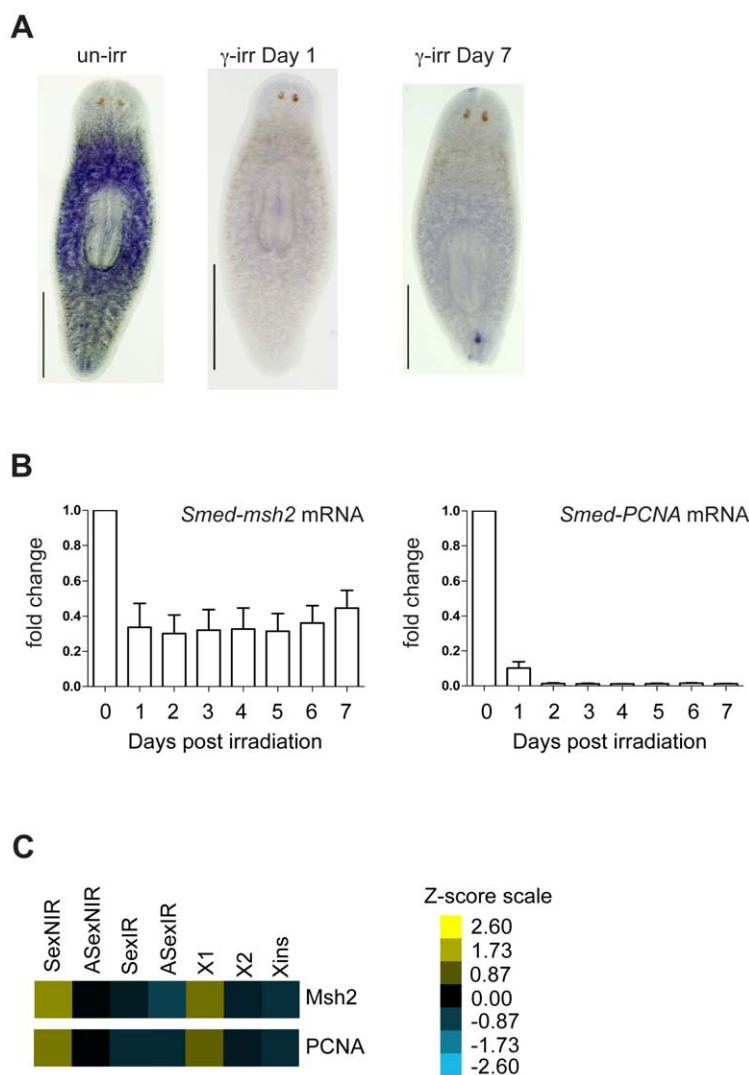 A
un-irr
γ-irr Day 1
γ-irr Day 7
B
Smed-msh2 mRNA
fold change
1.0
0.8
0.6
0.4
0.2
0.0
0 1 2 3 4 5 6 7
Days post irradiation
Smed-PCNA mRNA
fold change
1.0
0.8
0.6
0.4
0.2
0.0
0 1 2 3 4 5 6 7
Days post irradiation
C
SexNIR
ASexNIR
SexIR
ASexIR
X1
X2
Xins
Msh2
PCNA
Z-score scale
2.60
1.73
0.87
0.00
-0.87
-1.73
-2.60